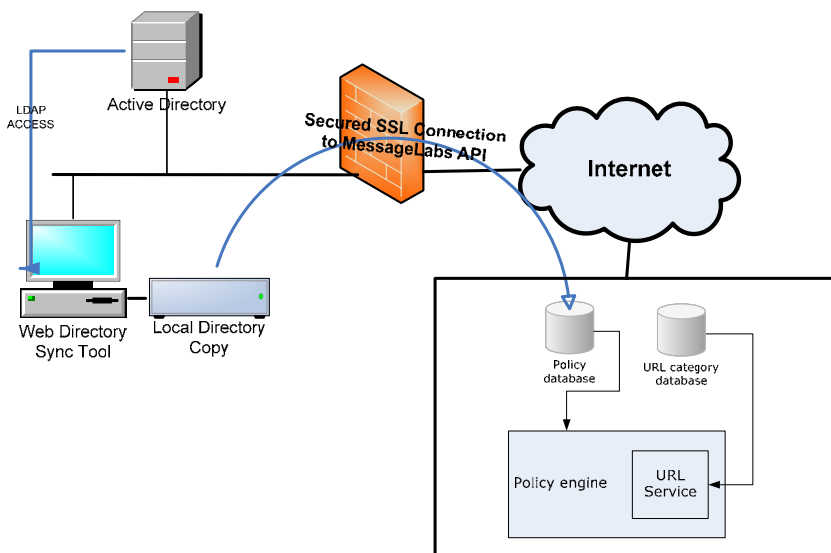 Active Directory
LDAP
ACCESS
Secured SSL Connection
to MessageLabs API
Internet
Web Directory
Sync Tool
Local Directory
Copy
Policy
database
URL category
database
Policy engine
URL
Service